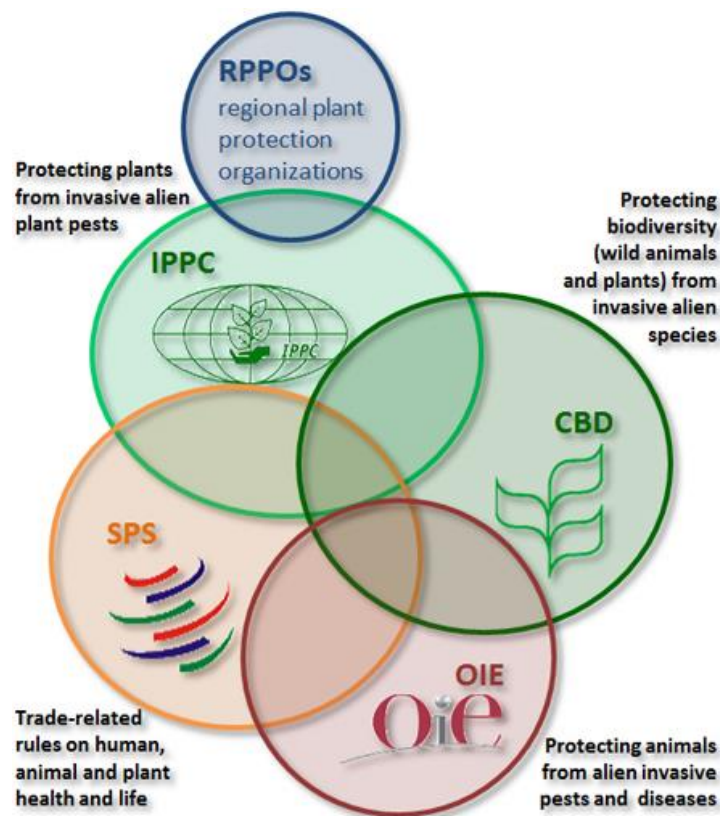 RPPOs
regional plant
protection
organizations
Protecting plants
from invasive alien
plant pests
Protecting
biodiversity
(wild animals
and plants) from
invasive alien
species
IPPC
IPPC
CBD
SPS
OIE
OiE
Trade-related
rules on human,
animal and plant
health and life
Protecting animals
from alien invasive
pests and diseases